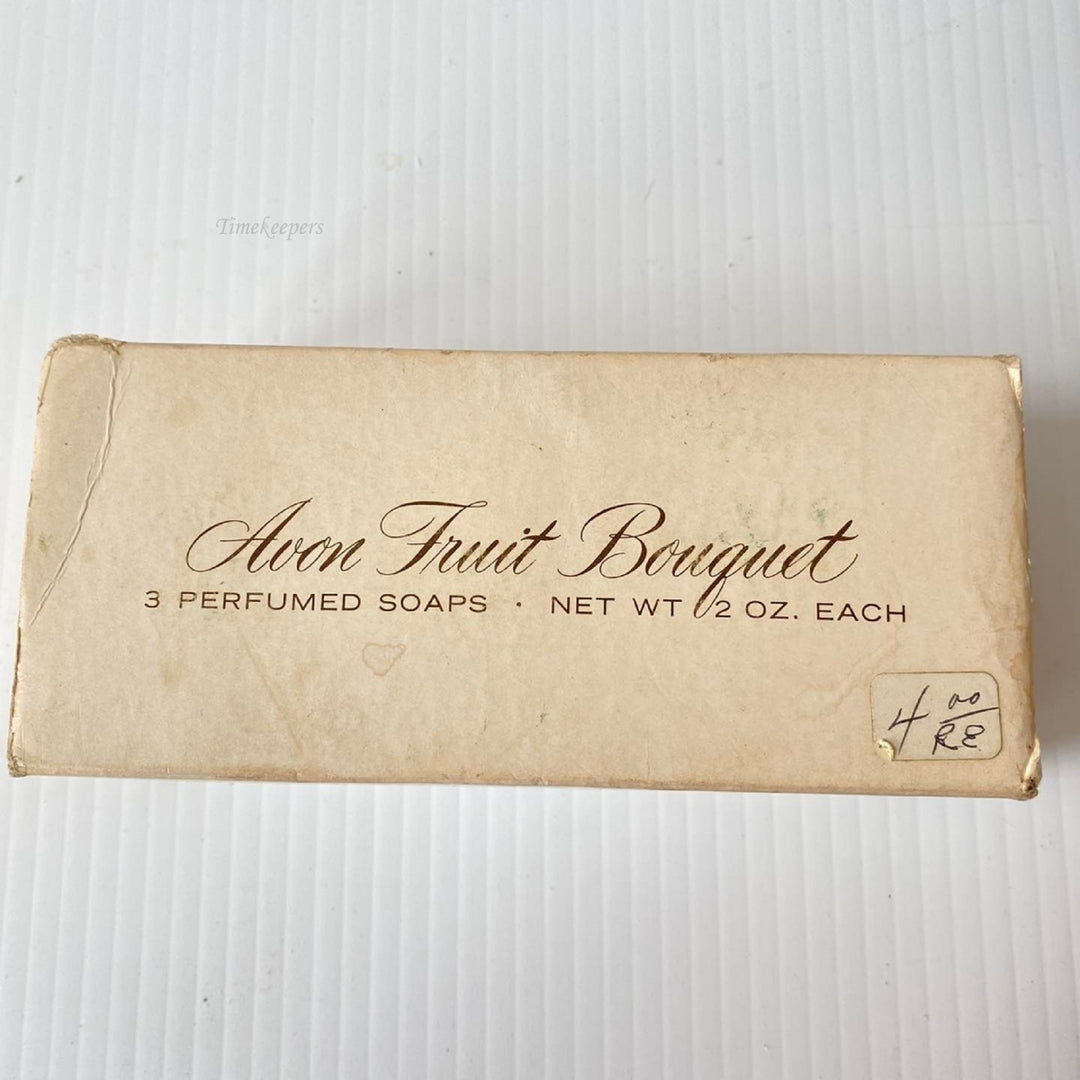 Timekeepers
Avon Fruit Bouquet
3 PERFUMED SOAPS · NET WT 2 OZ. EACH
4 00
RE